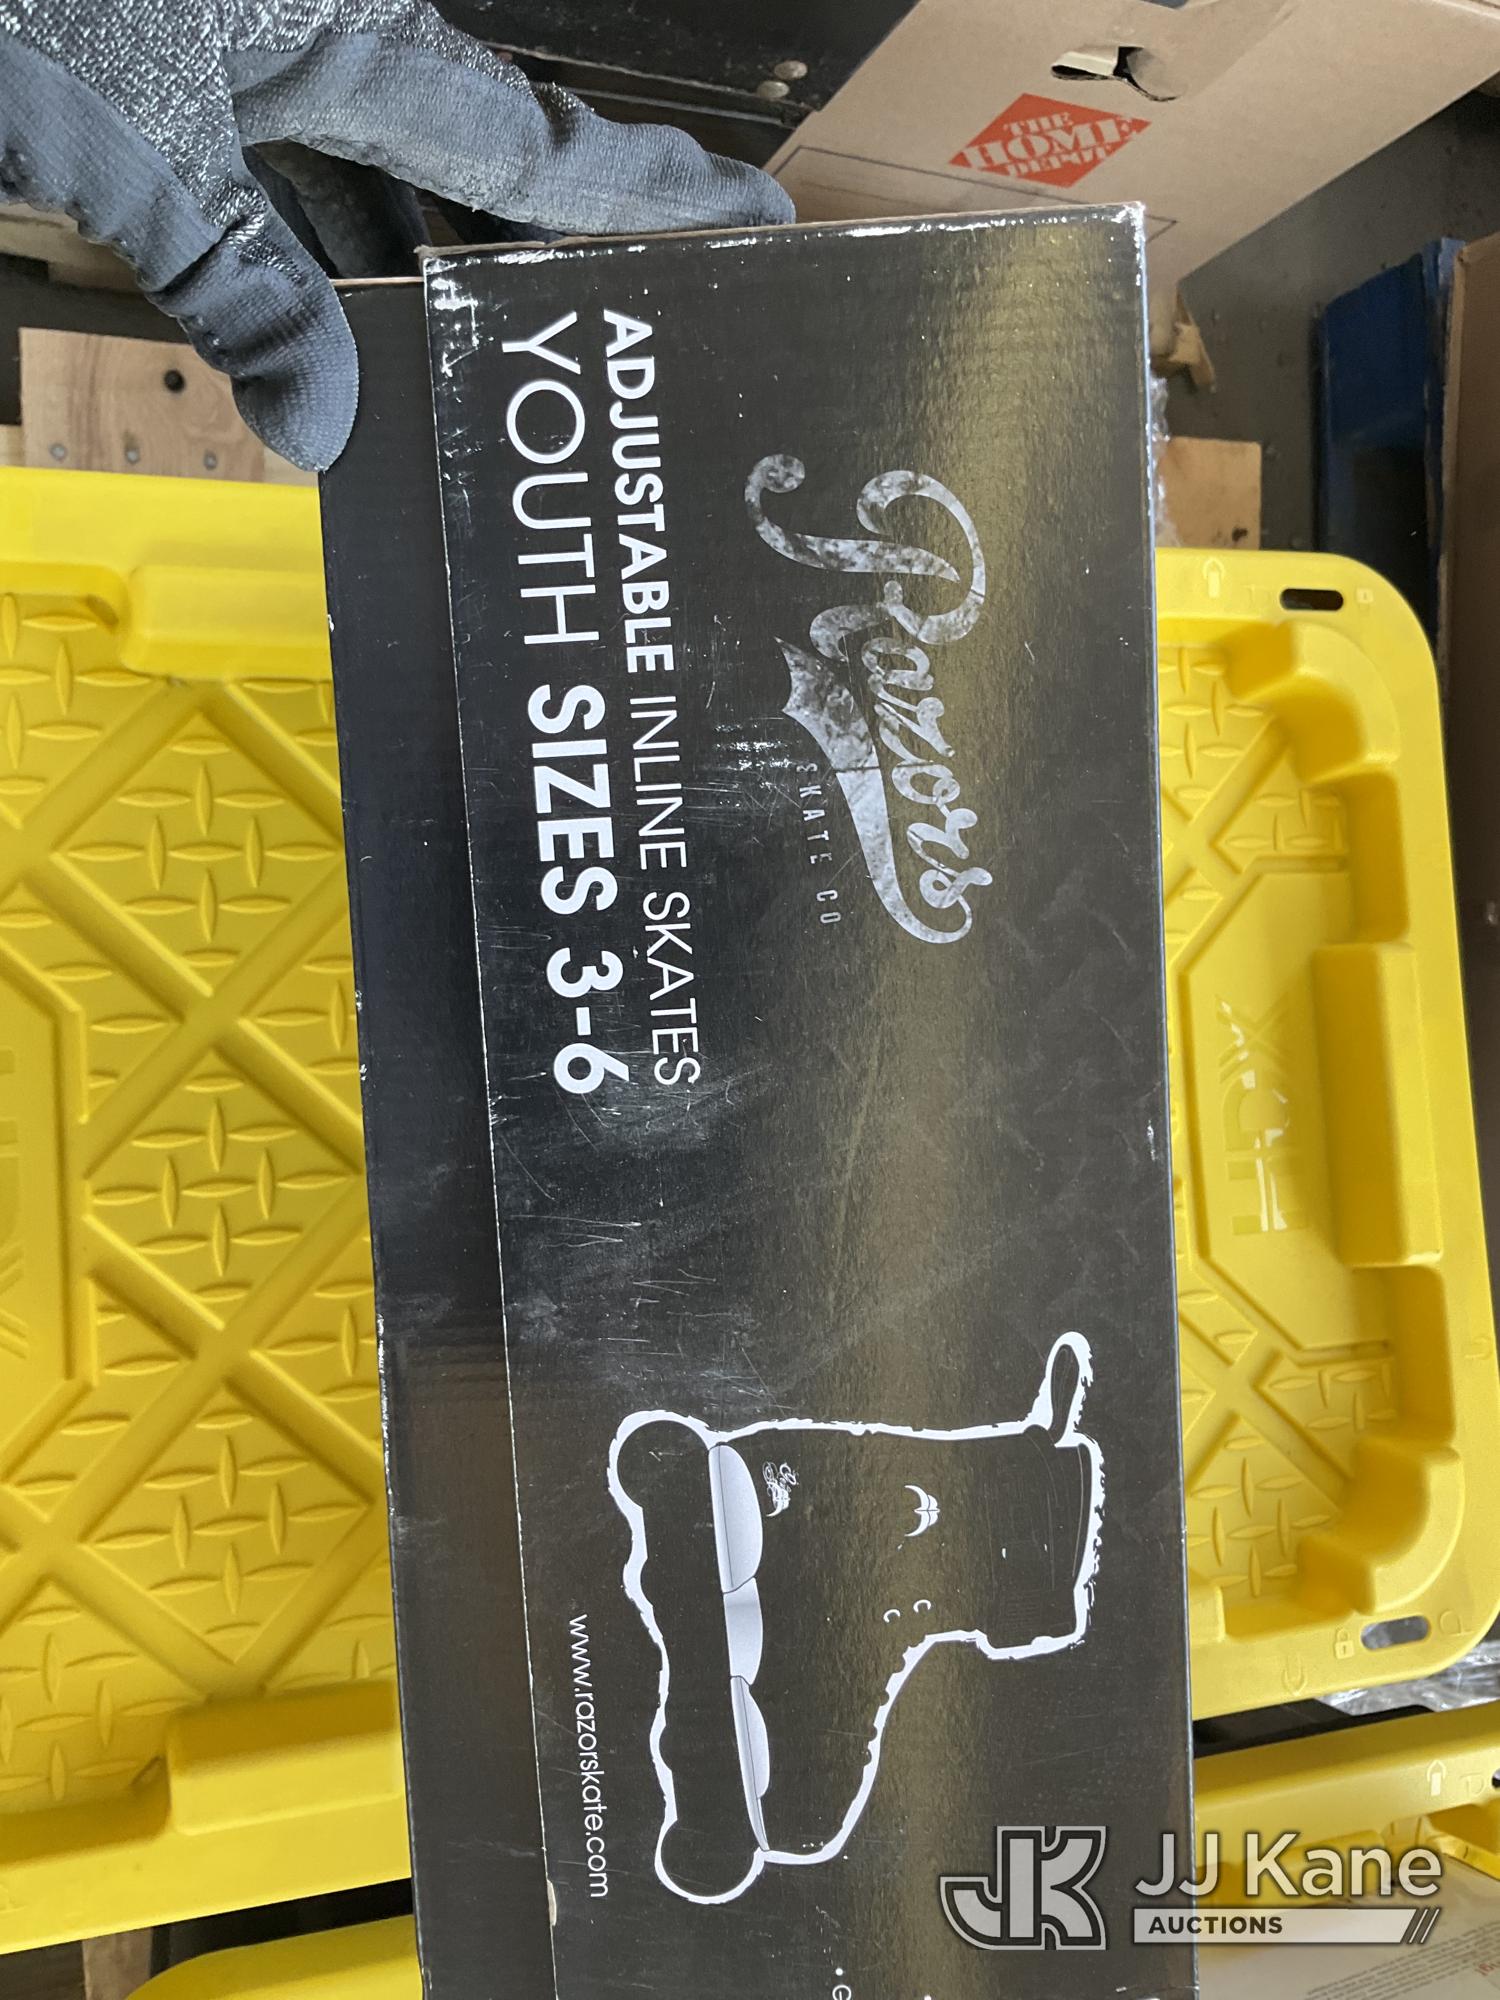 THE
HOME
DEPOT
Razors
SKATE CO
ADJUSTABLE INLINE SKATES
YOUTH SIZES 3-6
www.razorskate.com
HDX
JJ Kane
AUCTIONS